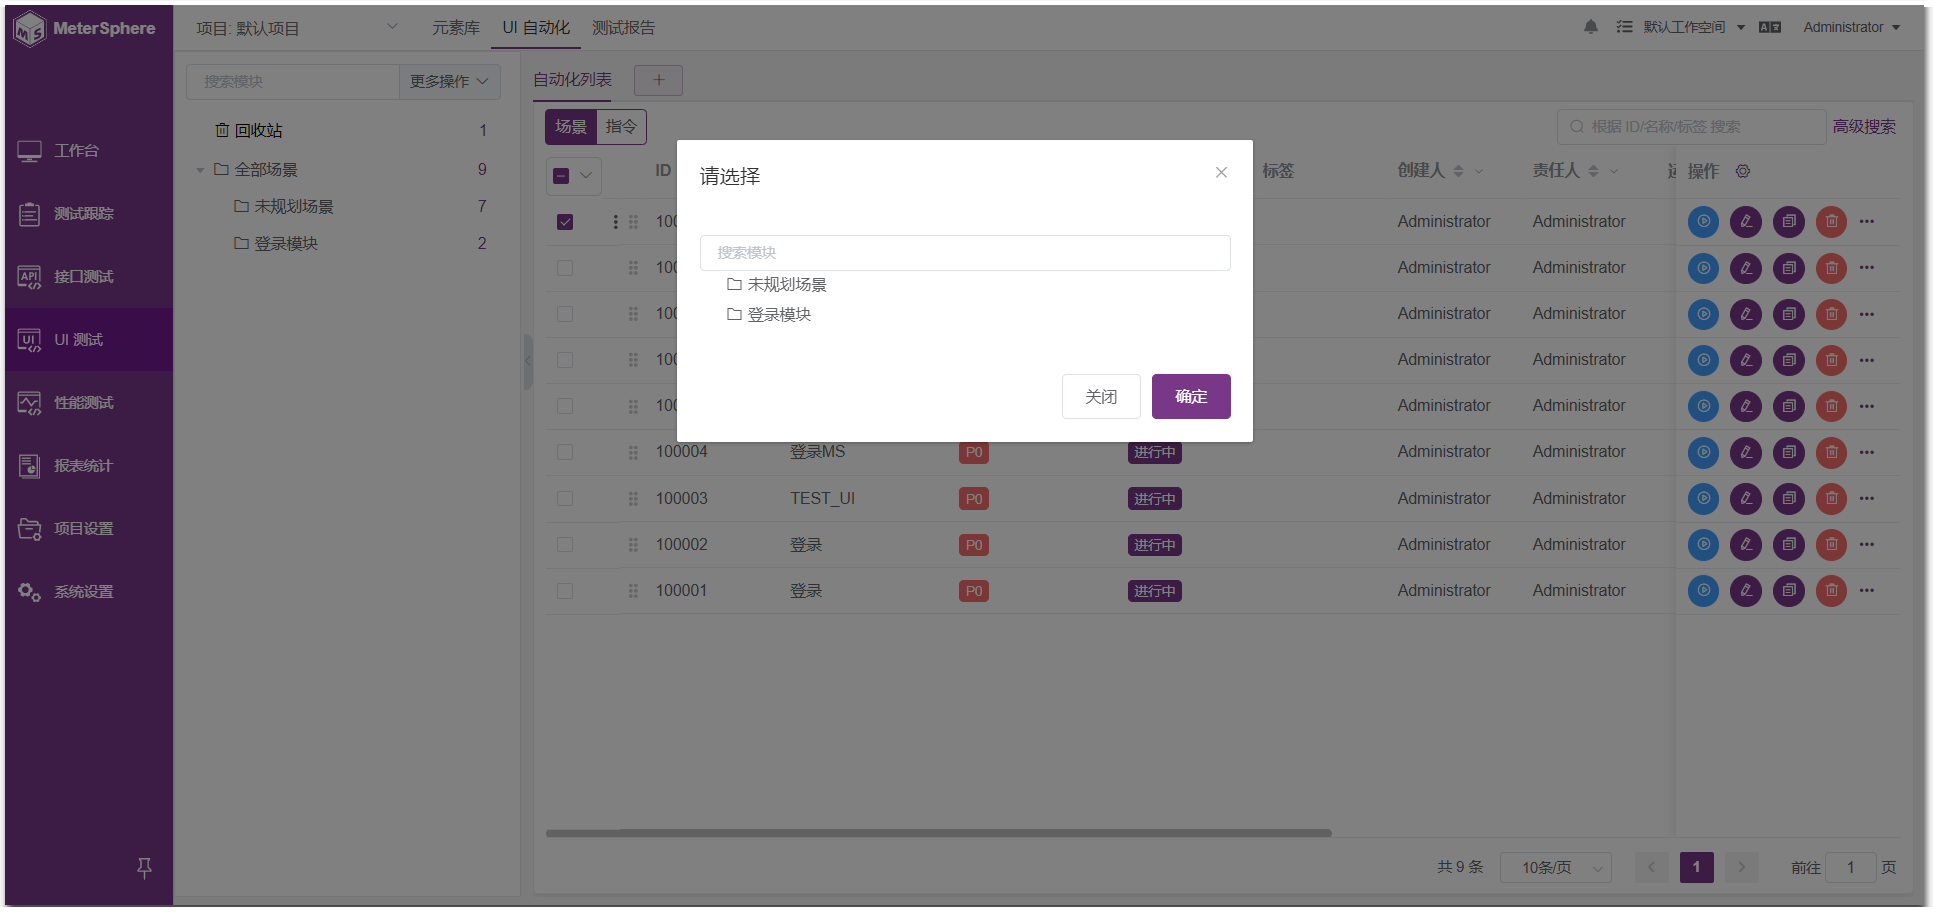 MeterSphere
项目: 默认项目
元素库
UI 自动化
测试报告
默认工作空间
Administrator
工作台
测试跟踪
接口测试
UI 测试
性能测试
报表统计
项目设置
系统设置
搜索模块
更多操作
回收站 1
全部场景 9
未规划场景 7
登录模块 2
自动化列表
+
场景
指令
根据 ID/名称/标签 搜索
高级搜索
ID 标签 创建人 责任人 操作
Administrator Administrator
Administrator Administrator
Administrator Administrator
Administrator Administrator
Administrator Administrator
100004 登录MS P0 进行中 Administrator Administrator
100003 TEST_UI P0 进行中 Administrator Administrator
100002 登录 P0 进行中 Administrator Administrator
100001 登录 P0 进行中 Administrator Administrator
请选择
搜索模块
未规划场景
登录模块
关闭
确定
共 9 条
10条/页
1
前往 1 页